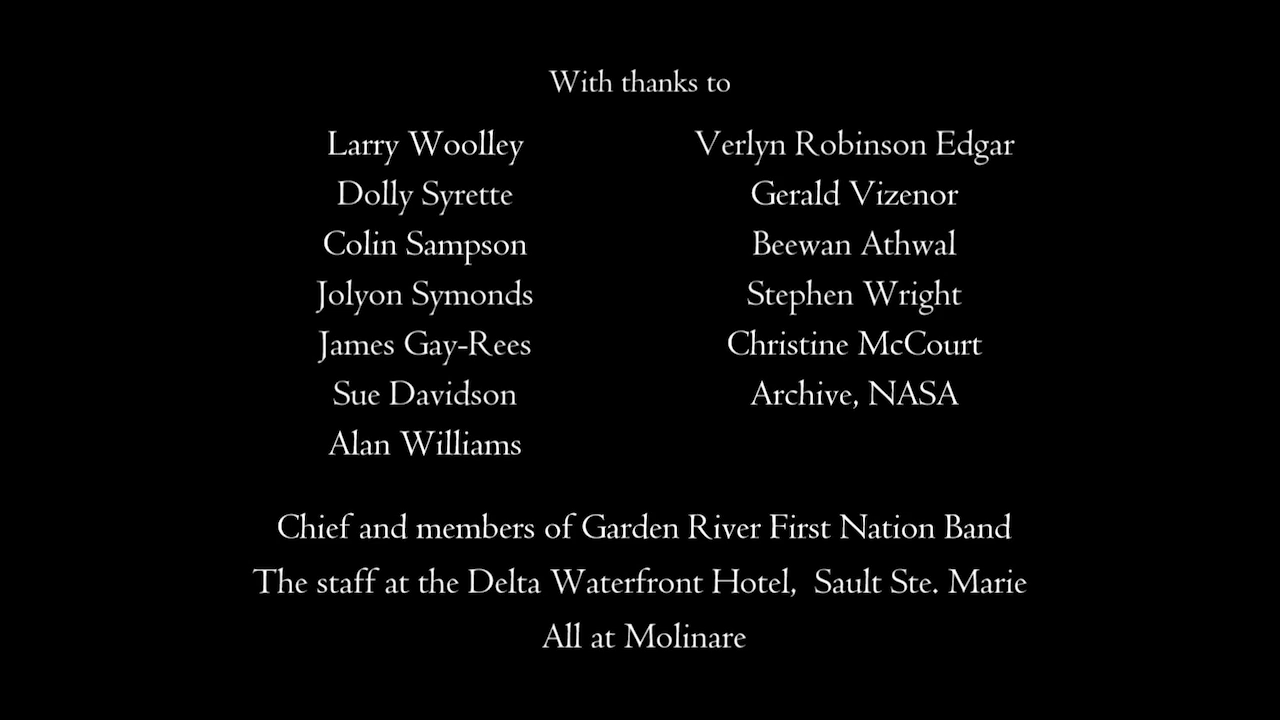 With thanks to
Larry Woolley
Dolly Syrette
Colin Sampson
Jolyon Symonds
James Gay-Rees
Sue Davidson
Alan Williams
Verlyn Robinson Edgar
Gerald Vizenor
Beewan Athwal
Stephen Wright
Christine McCourt
Archive, NASA
Chief and members of Garden River First Nation Band
The staff at the Delta Waterfront Hotel,  Sault Ste. Marie
All at Molinare